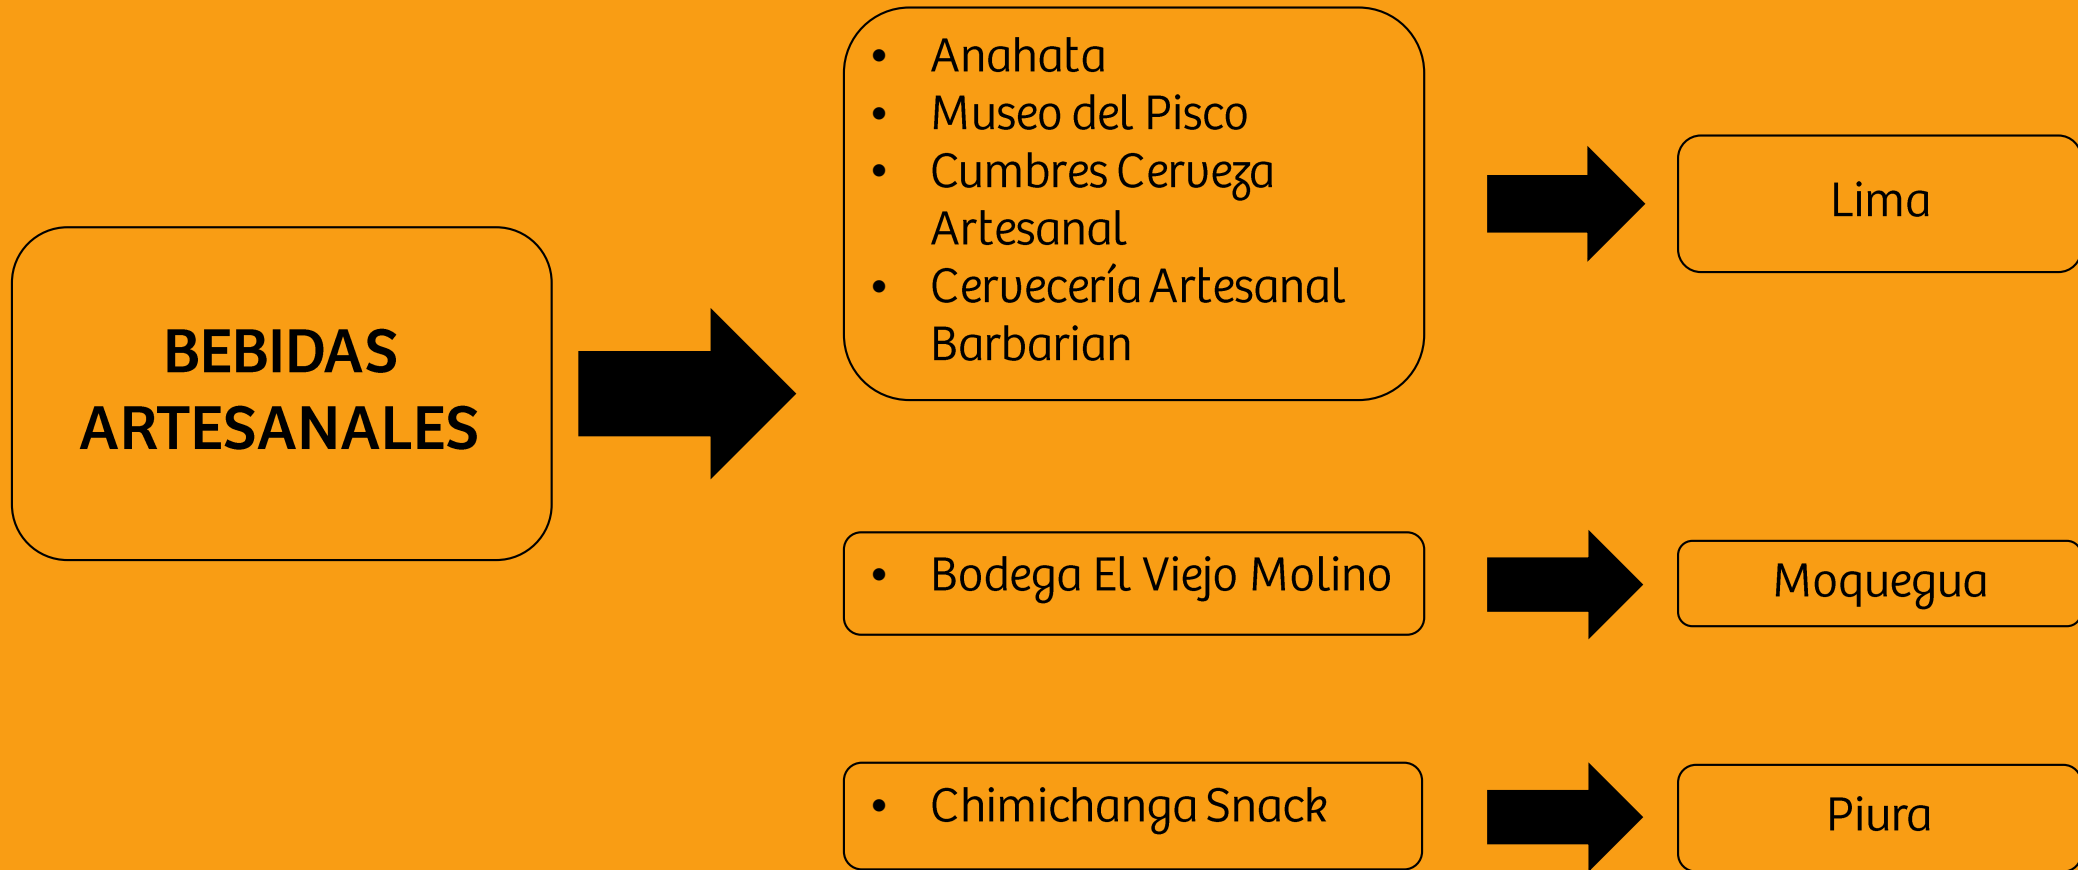 BEBIDAS
ARTESANALES
• Anahata
• Museo del Pisco
• Cumbres Cerveza
Artesanal
• Cervecería Artesanal
Barbarian
Lima
• Bodega El Viejo Molino
Moquegua
• Chimichanga Snack
Piura